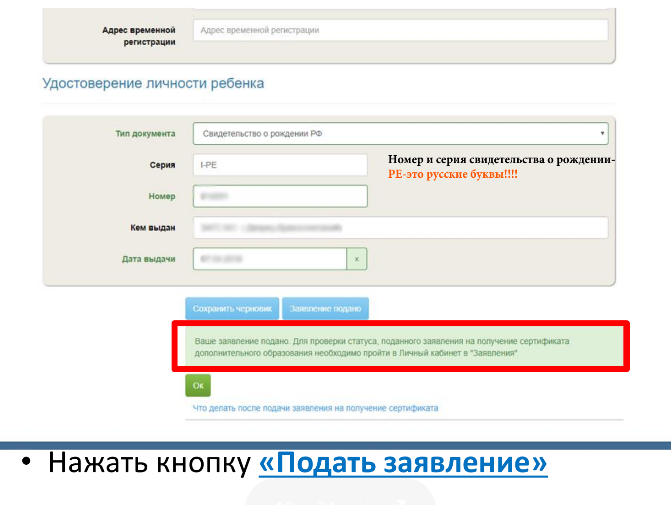 Адрес временной
регистрации
Адрес временной регистрации
Удостоверение личности ребенка
Тип документа
Свидетельство о рождении РФ
Серия
I-РЕ
Номер и серия свидетельства о рождении-
РЕ-это русские буквы!!!!
Номер
Кем выдан
Дата выдачи
x
Сохранить черновик
Заявление подано
Ваше заявление подано. Для проверки статуса, поданного заявления на получение сертификата
дополнительного образования необходимо пройти в Личный кабинет в "Заявления"
Ок
Что делать после подачи заявления на получение сертификата
• Нажать кнопку «Подать заявление»